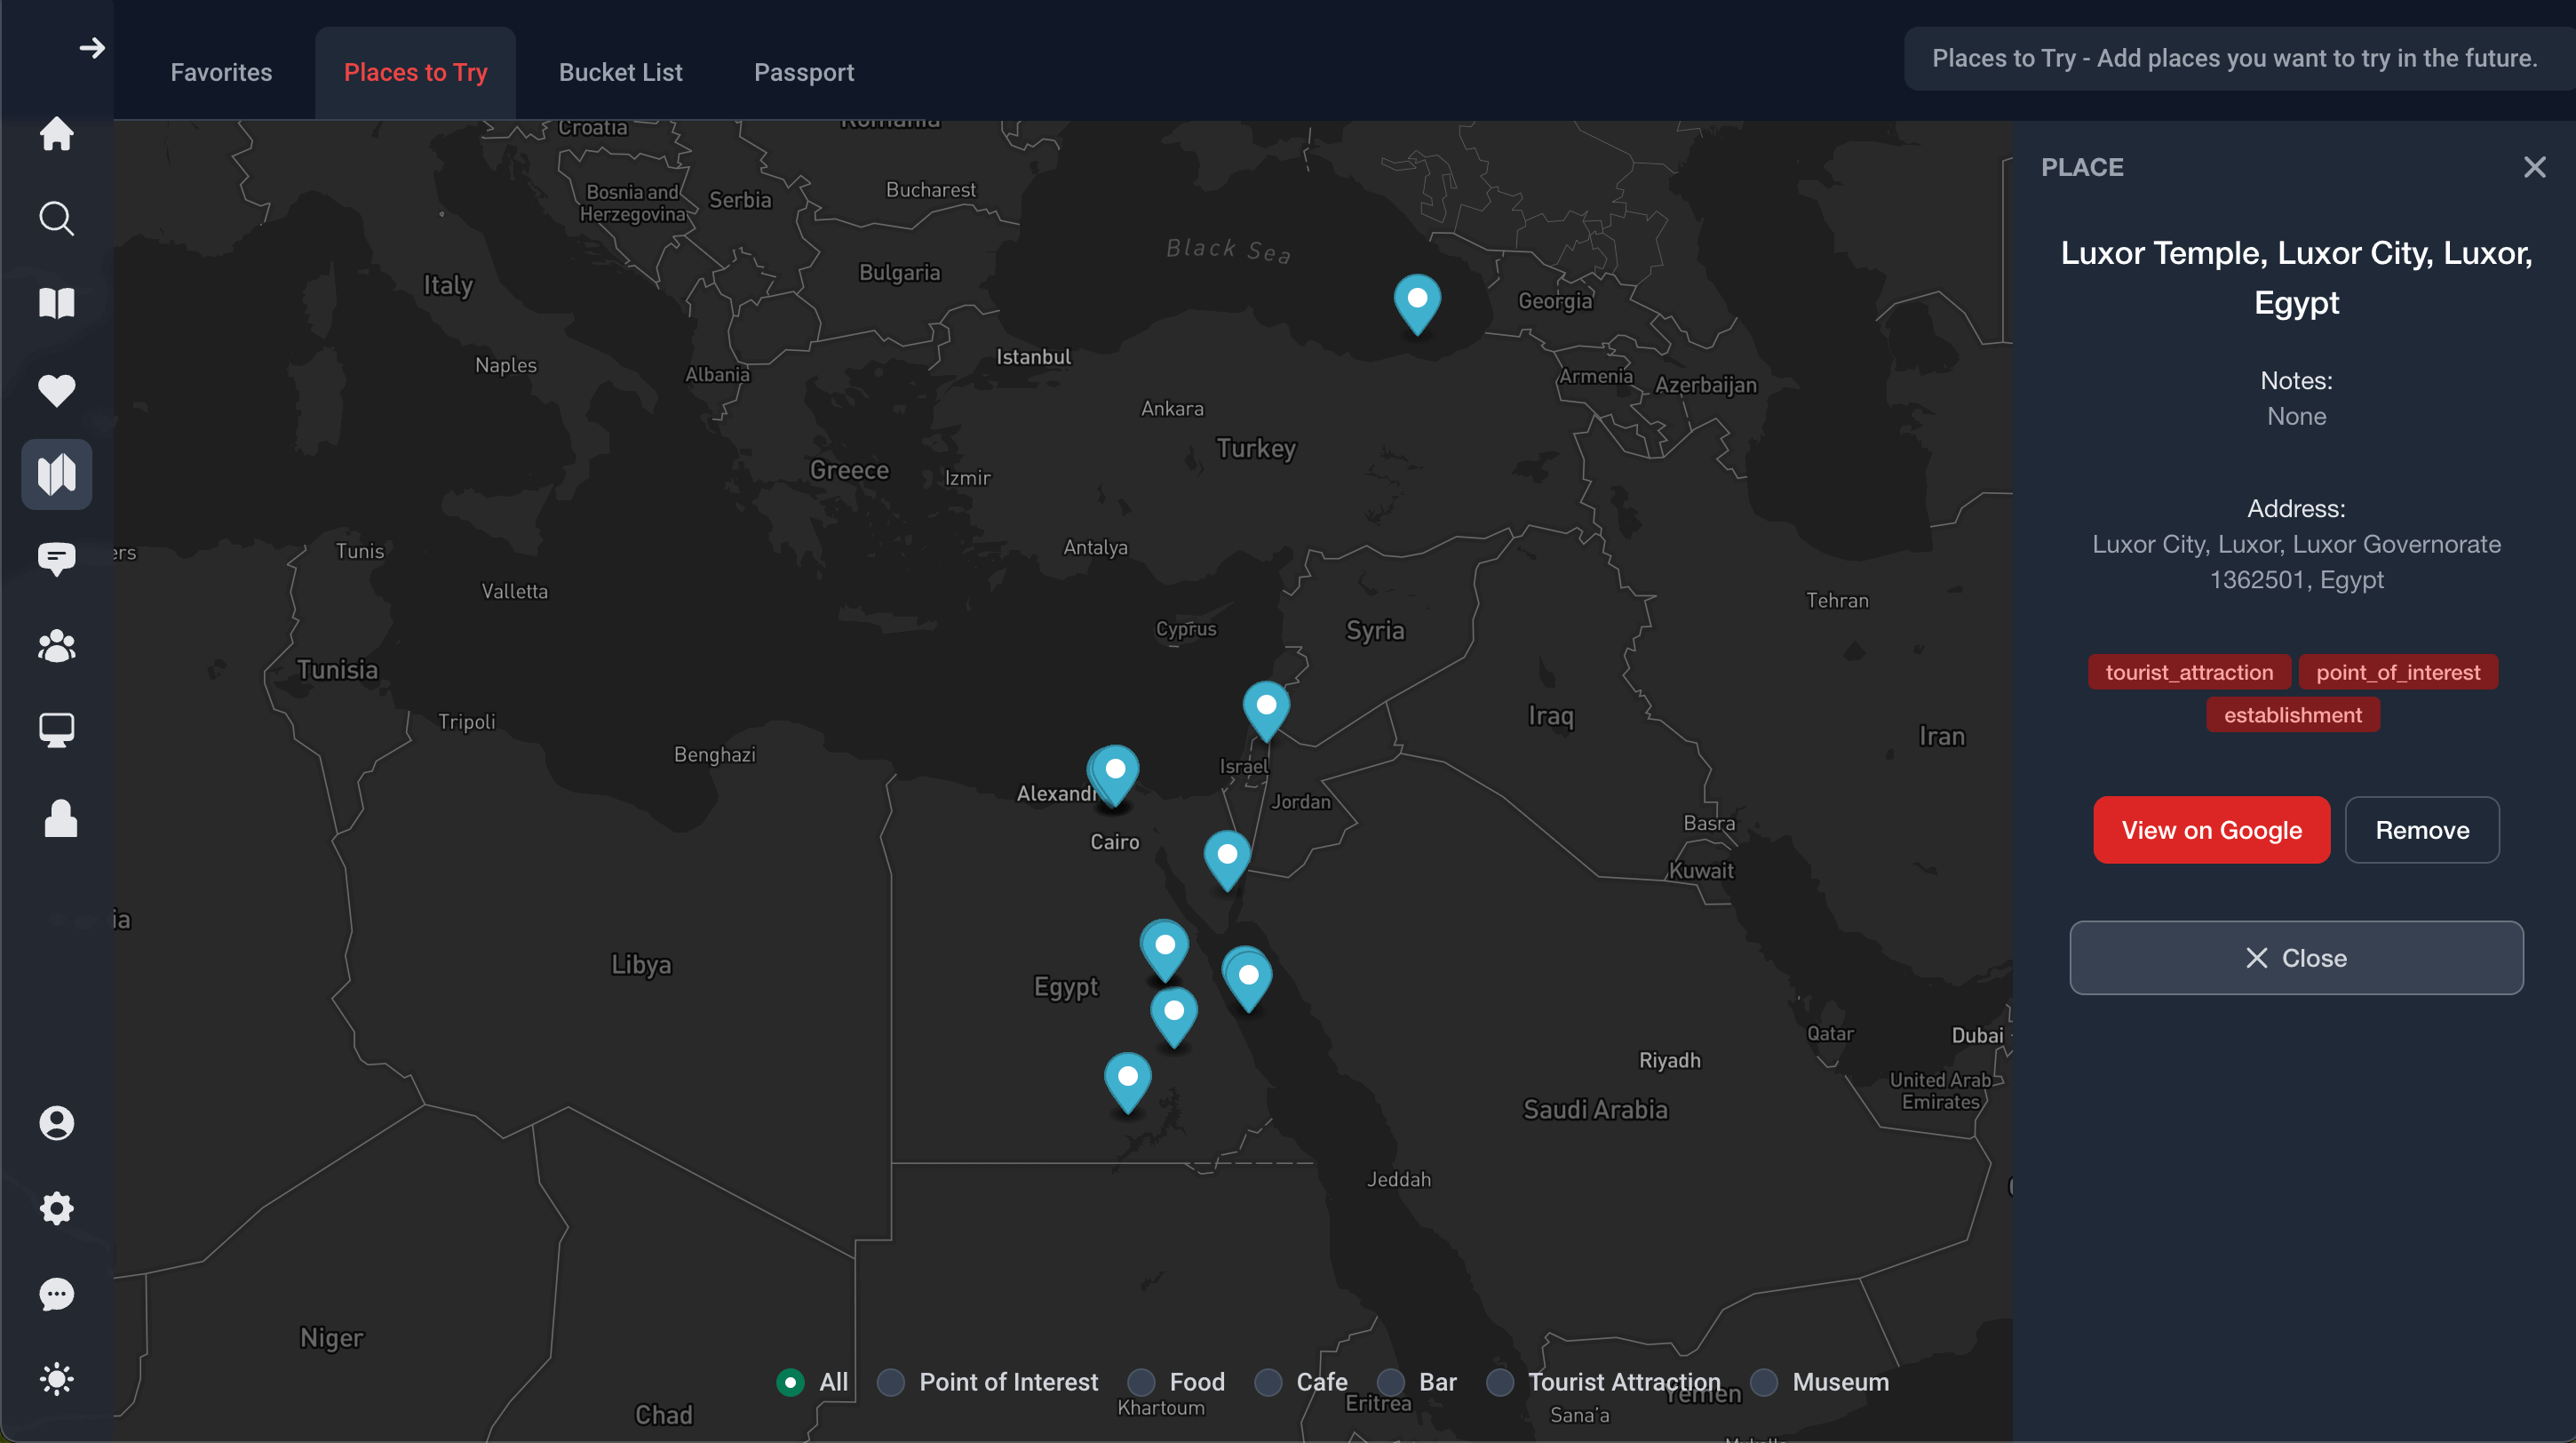 Favorites
Places to Try
Bucket List
Passport
Places to Try - Add places you want to try in the future.
Croatia
Romania
Bosnia and
Herzegovina
Serbia
Bucharest
Black Sea
Bulgaria
Italy
Georgia
Istanbul
Naples
Albania
Armenia
Azerbaijan
Ankara
Turkey
Greece
Izmir
Antalya
Tunis
ers
Valletta
Tehran
Cyprus
Syria
Tunisia
Iraq
Tripoli
Iran
Benghazi
Israel
Alexandr
Jordan
Basra
Cairo
Kuwait
ia
Libya
Egypt
Qatar
Dubai
Riyadh
United Arab
Emirates
Saudi Arabia
Jeddah
Niger
Chad
Khartoum
Eritrea
Yemen
Sana'a
All
Point of Interest
Food
Cafe
Bar
Tourist Attraction
Museum
PLACE
Luxor Temple, Luxor City, Luxor,
Egypt
Notes:
None
Address:
Luxor City, Luxor, Luxor Governorate
1362501, Egypt
tourist_attraction
point_of_interest
establishment
View on Google
Remove
Close